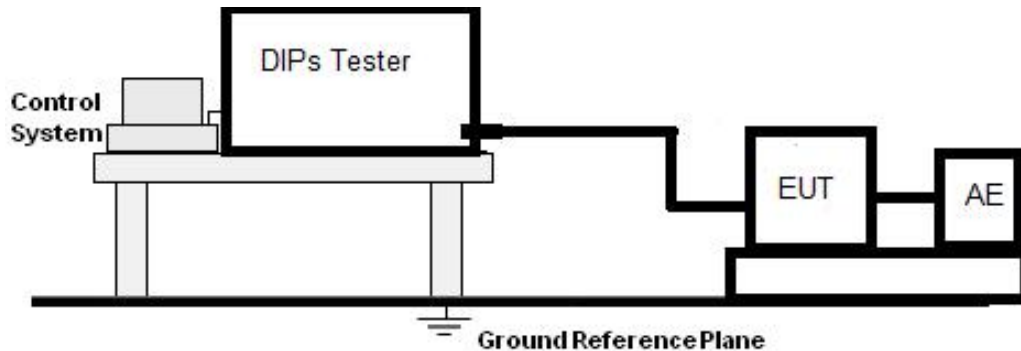 DIPs Tester
Control
System
EUT
AE
Ground Reference Plane